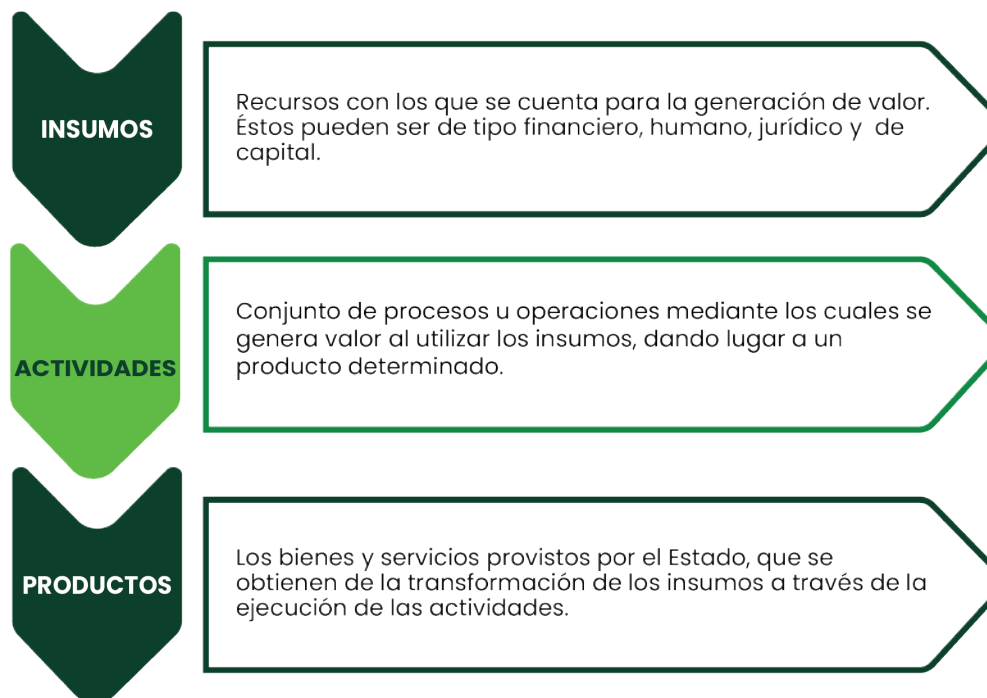 INSUMOS
Recursos con los que se cuenta para la generación de valor.
Éstos pueden ser de tipo financiero, humano, jurídico y  de
capital.
ACTIVIDADES
Conjunto de procesos u operaciones mediante los cuales se
genera valor al utilizar los insumos, dando lugar a un
producto determinado.
PRODUCTOS
Los bienes y servicios provistos por el Estado, que se
obtienen de la transformación de los insumos a través de la
ejecución de las actividades.